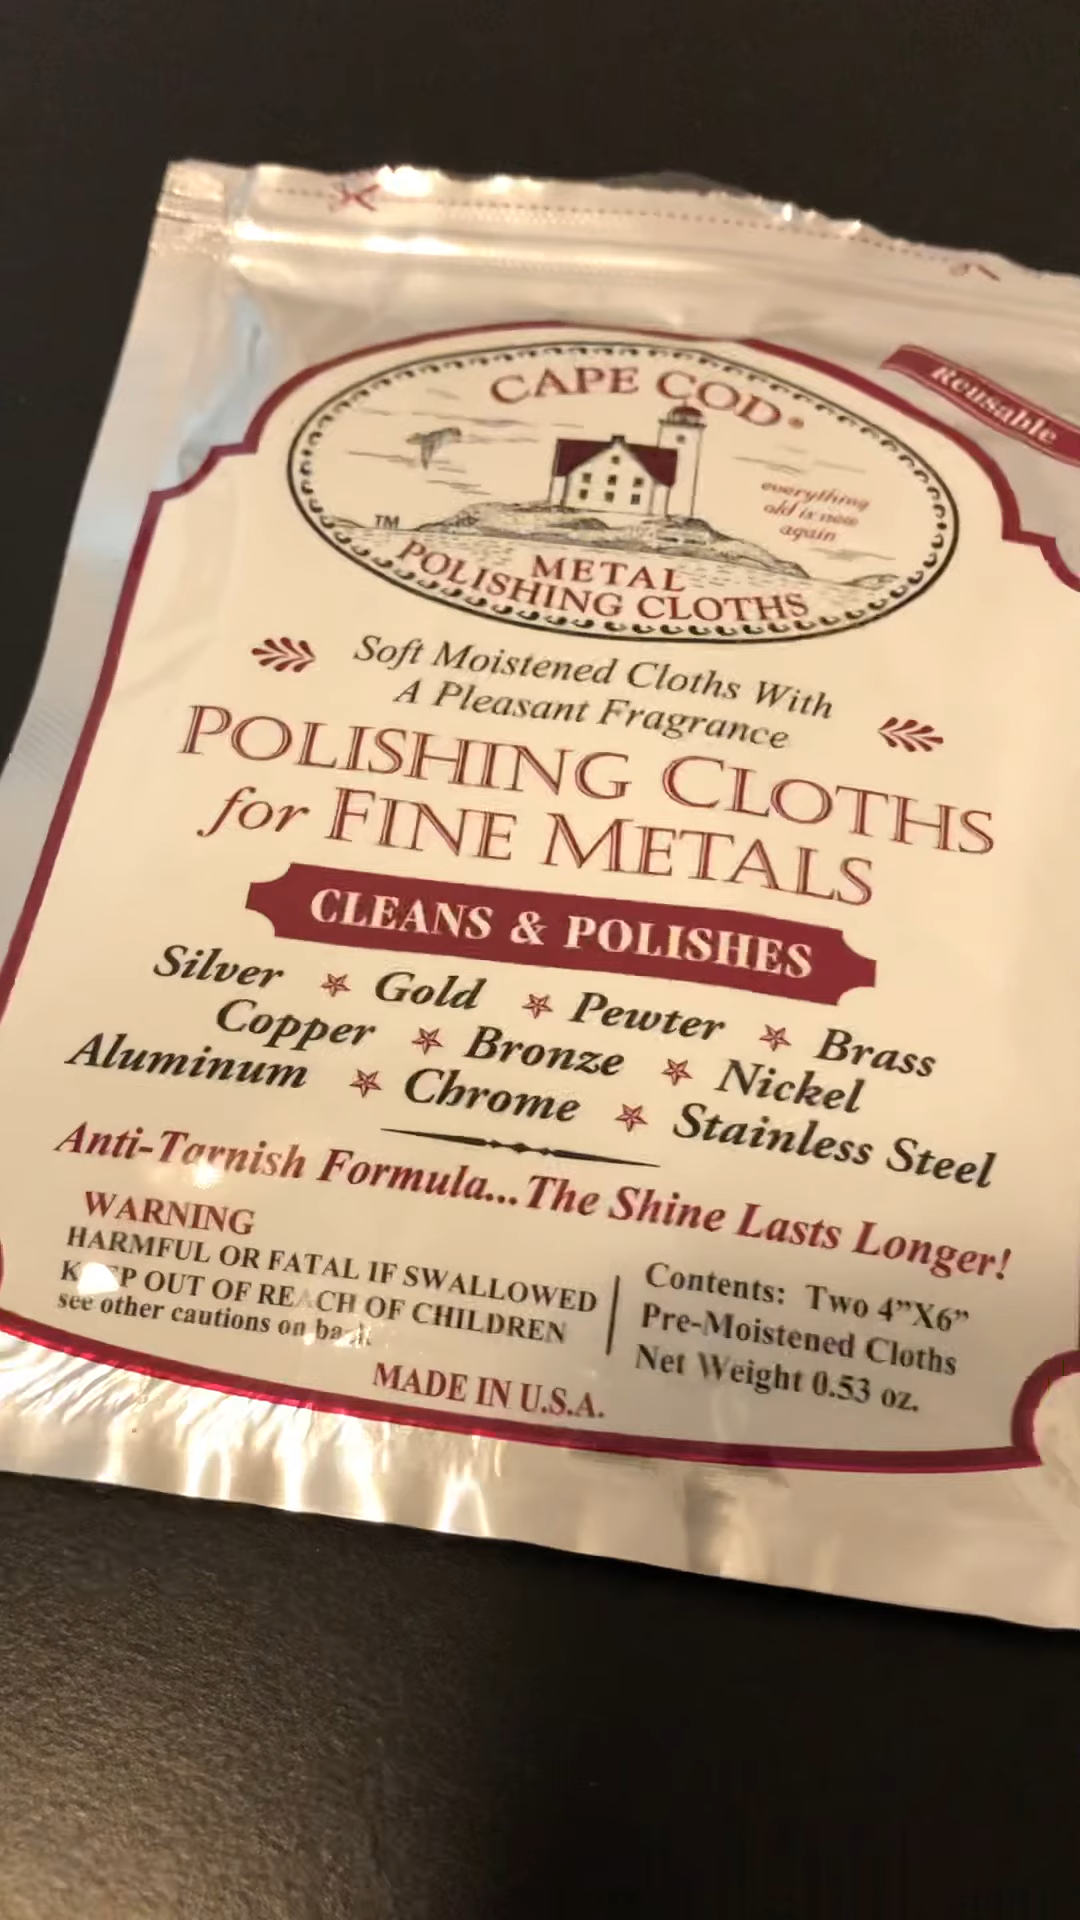 Reusable
CAPE COD®
everything
old is new
again
TM
METAL
POLISHING CLOTHS
Soft Moistened Cloths With
A Pleasant Fragrance
POLISHING CLOTHS
for FINE METALS
CLEANS & POLISHES
Silver Gold Pewter Brass
Copper Bronze Nickel
Aluminum Chrome Stainless Steel
Anti-Tarnish Formula...The Shine Lasts Longer!
WARNING
HARMFUL OR FATAL IF SWALLOWED
KEEP OUT OF REACH OF CHILDREN
see other cautions on back
Contents: Two 4”X6”
Pre-Moistened Cloths
Net Weight 0.53 oz.
MADE IN U.S.A.